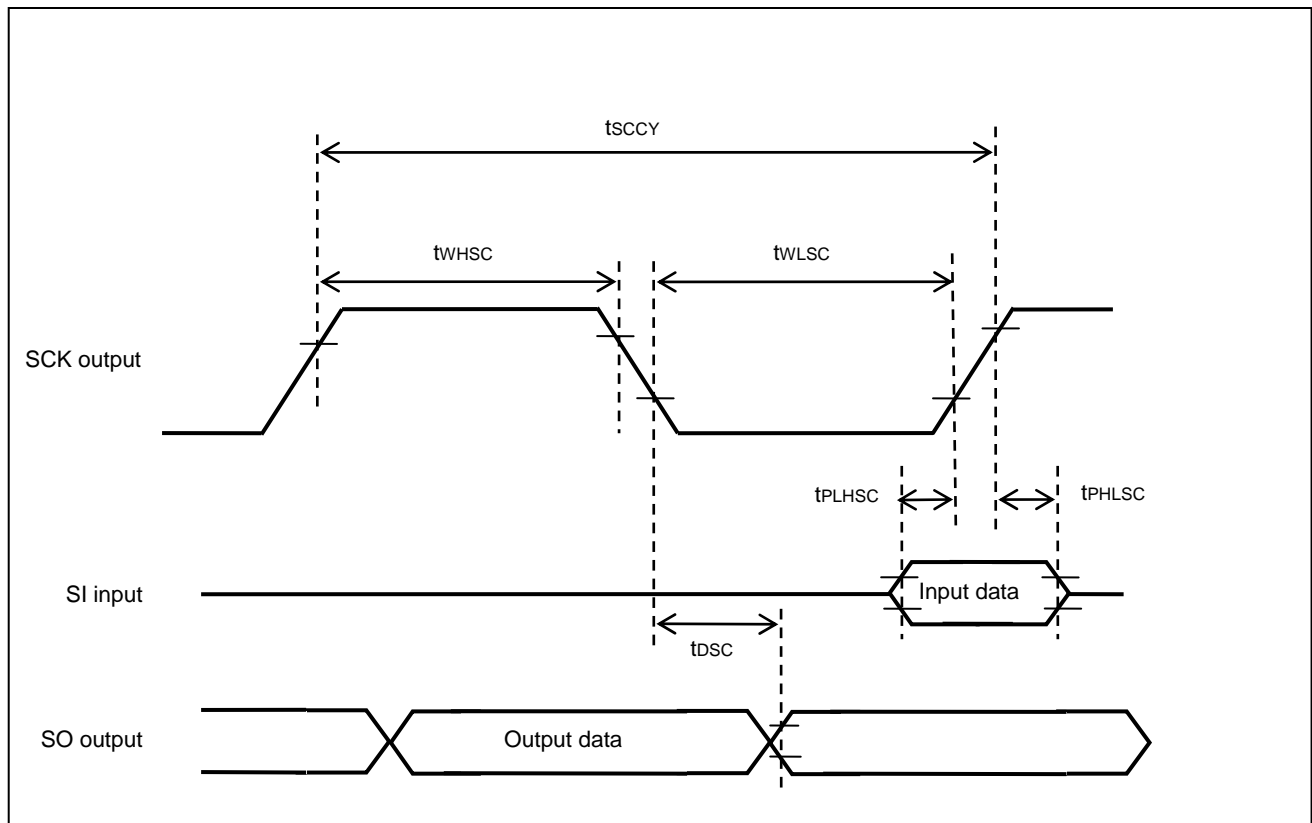 tSCCY
tWHSC
tWLSC
SCK output
tPLHSC
tPHLSC
SI input
Input data
tDSC
SO output
Output data